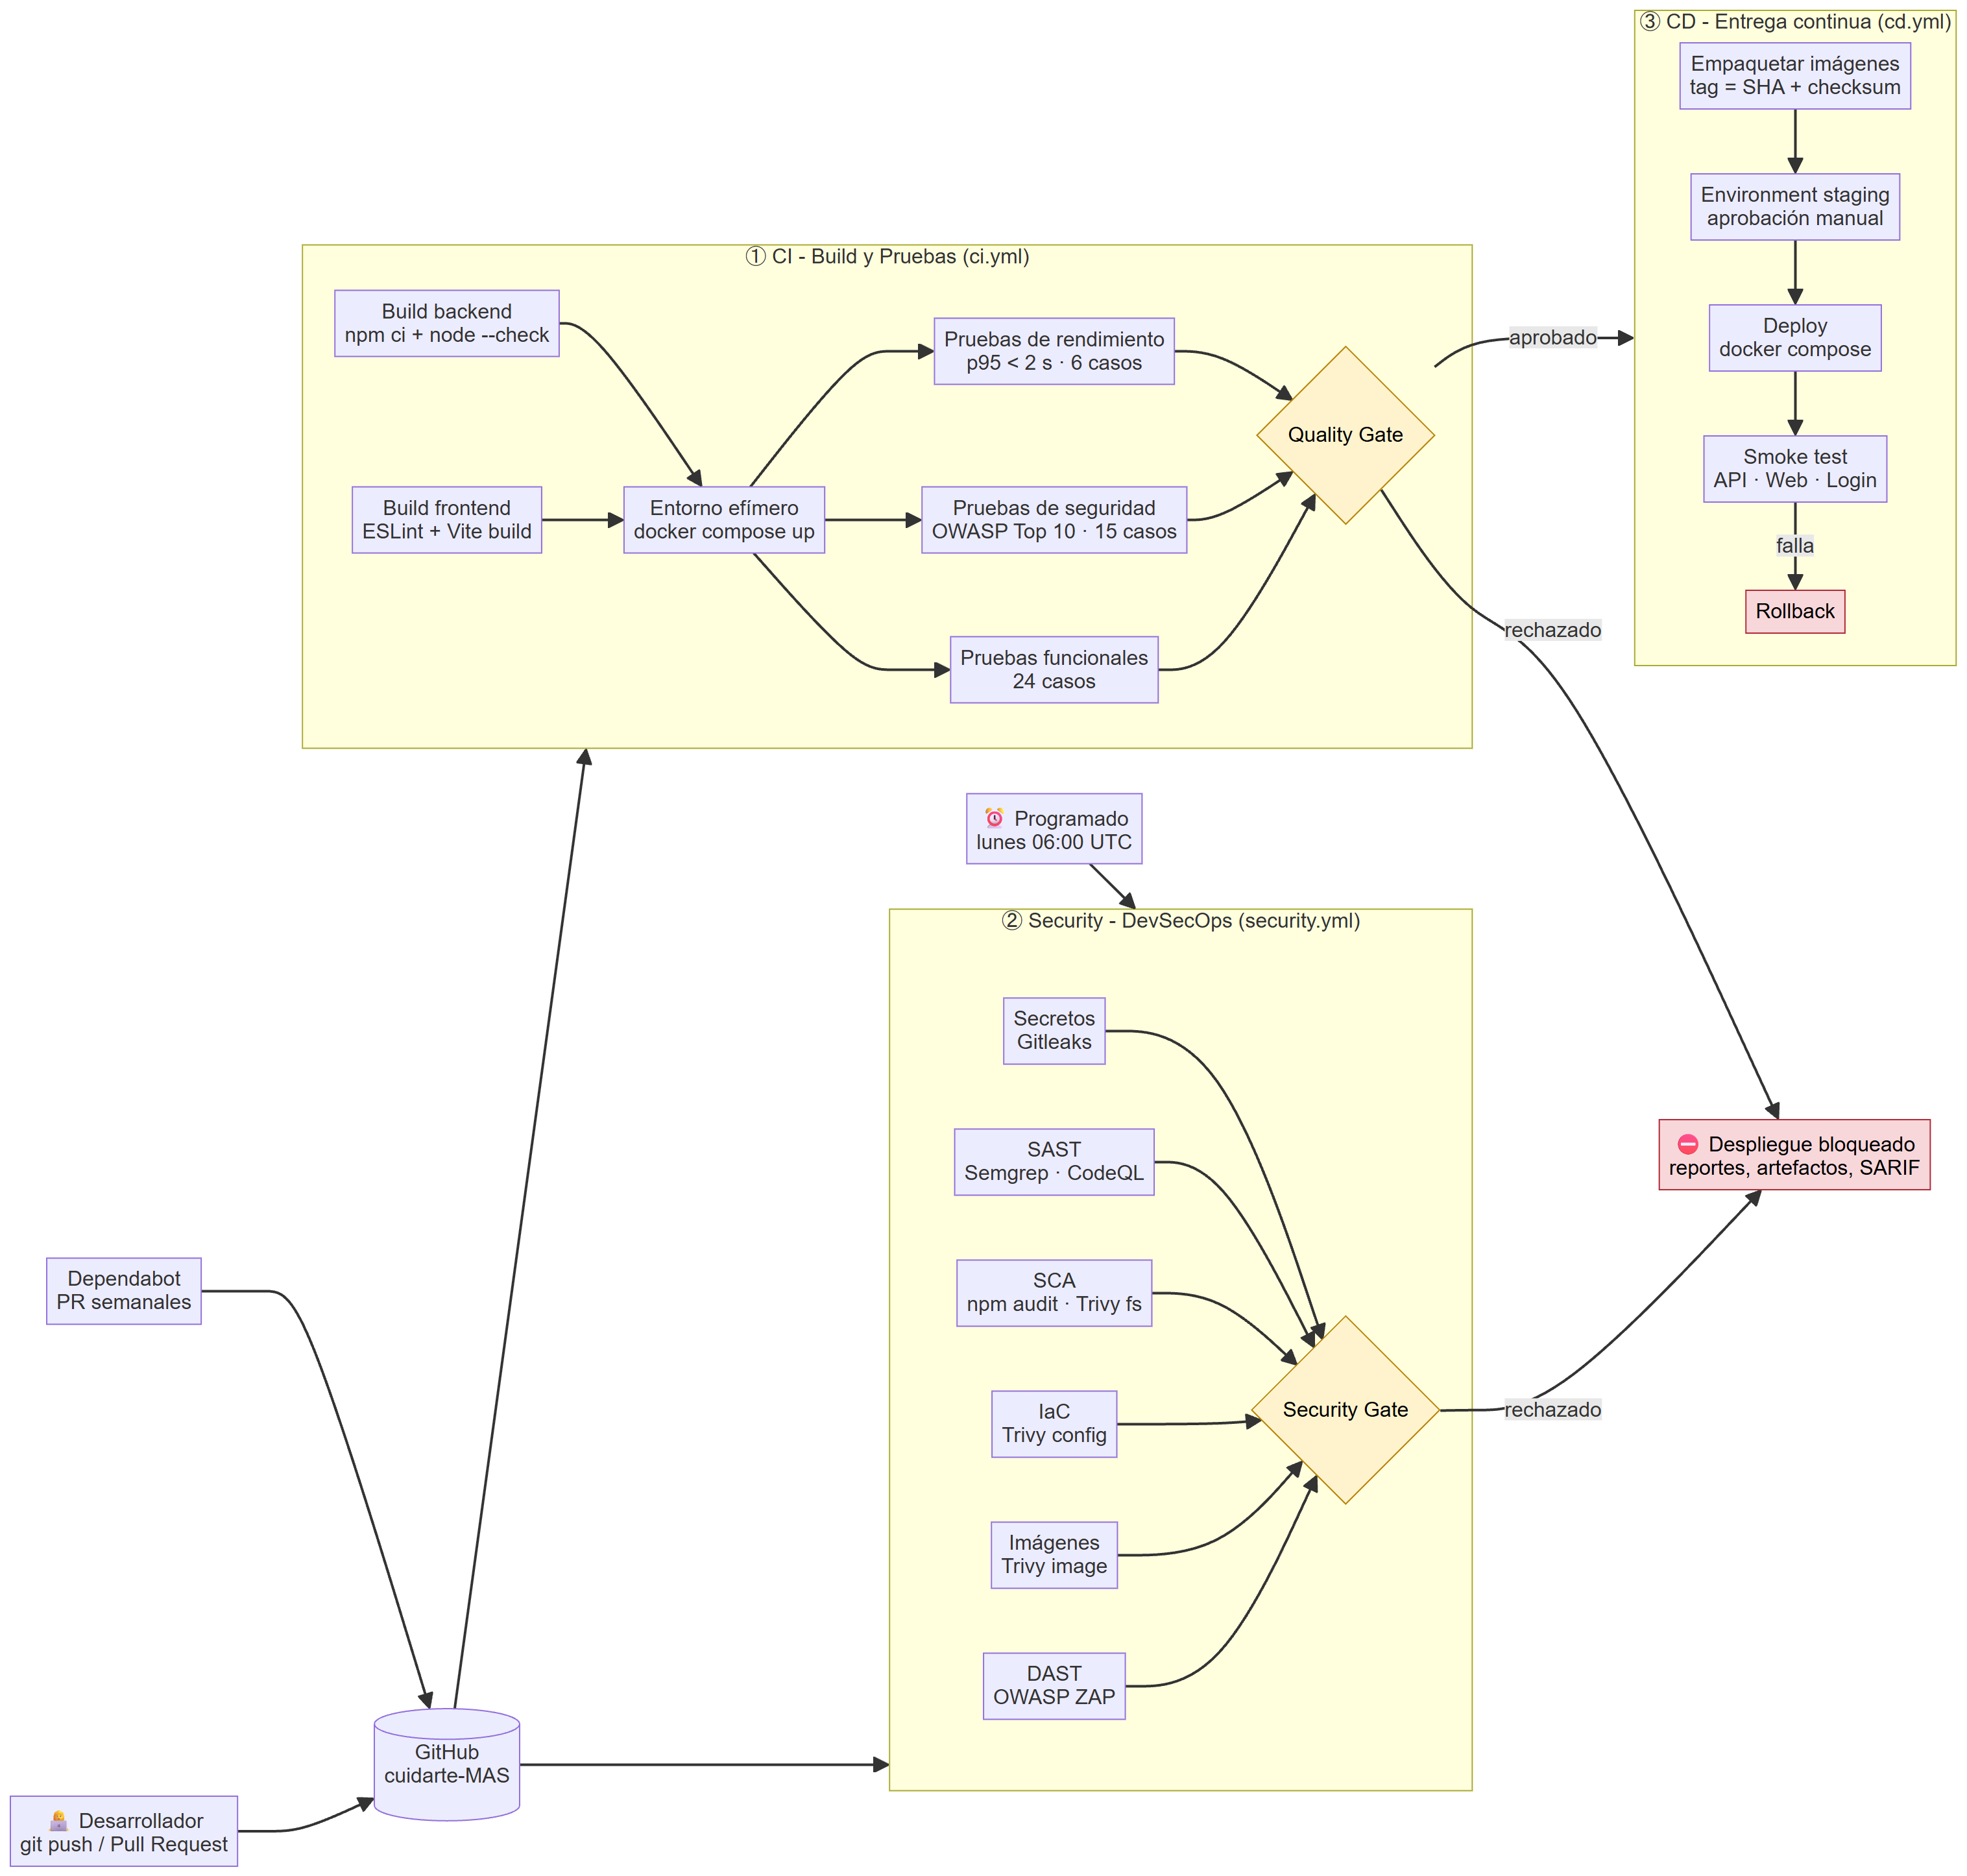 ③ CD - Entrega continua (cd.yml)
Empaquetar imágenes
tag = SHA + checksum
Environment staging
aprobación manual
Deploy
docker compose
Smoke test
API · Web · Login
falla
Rollback
① CI - Build y Pruebas (ci.yml)
Build backend
npm ci + node --check
Build frontend
ESLint + Vite build
Entorno efímero
docker compose up
Pruebas de rendimiento
p95 < 2 s · 6 casos
Pruebas de seguridad
OWASP Top 10 · 15 casos
Pruebas funcionales
24 casos
Quality Gate
aprobado
rechazado
⏰ Programado
lunes 06:00 UTC
② Security - DevSecOps (security.yml)
Secretos
Gitleaks
SAST
Semgrep · CodeQL
SCA
npm audit · Trivy fs
IaC
Trivy config
Imágenes
Trivy image
DAST
OWASP ZAP
Security Gate
rechazado
⛔ Despliegue bloqueado
reportes, artefactos, SARIF
Dependabot
PR semanales
GitHub
cuidarte-MAS
👩‍💻 Desarrollador
git push / Pull Request